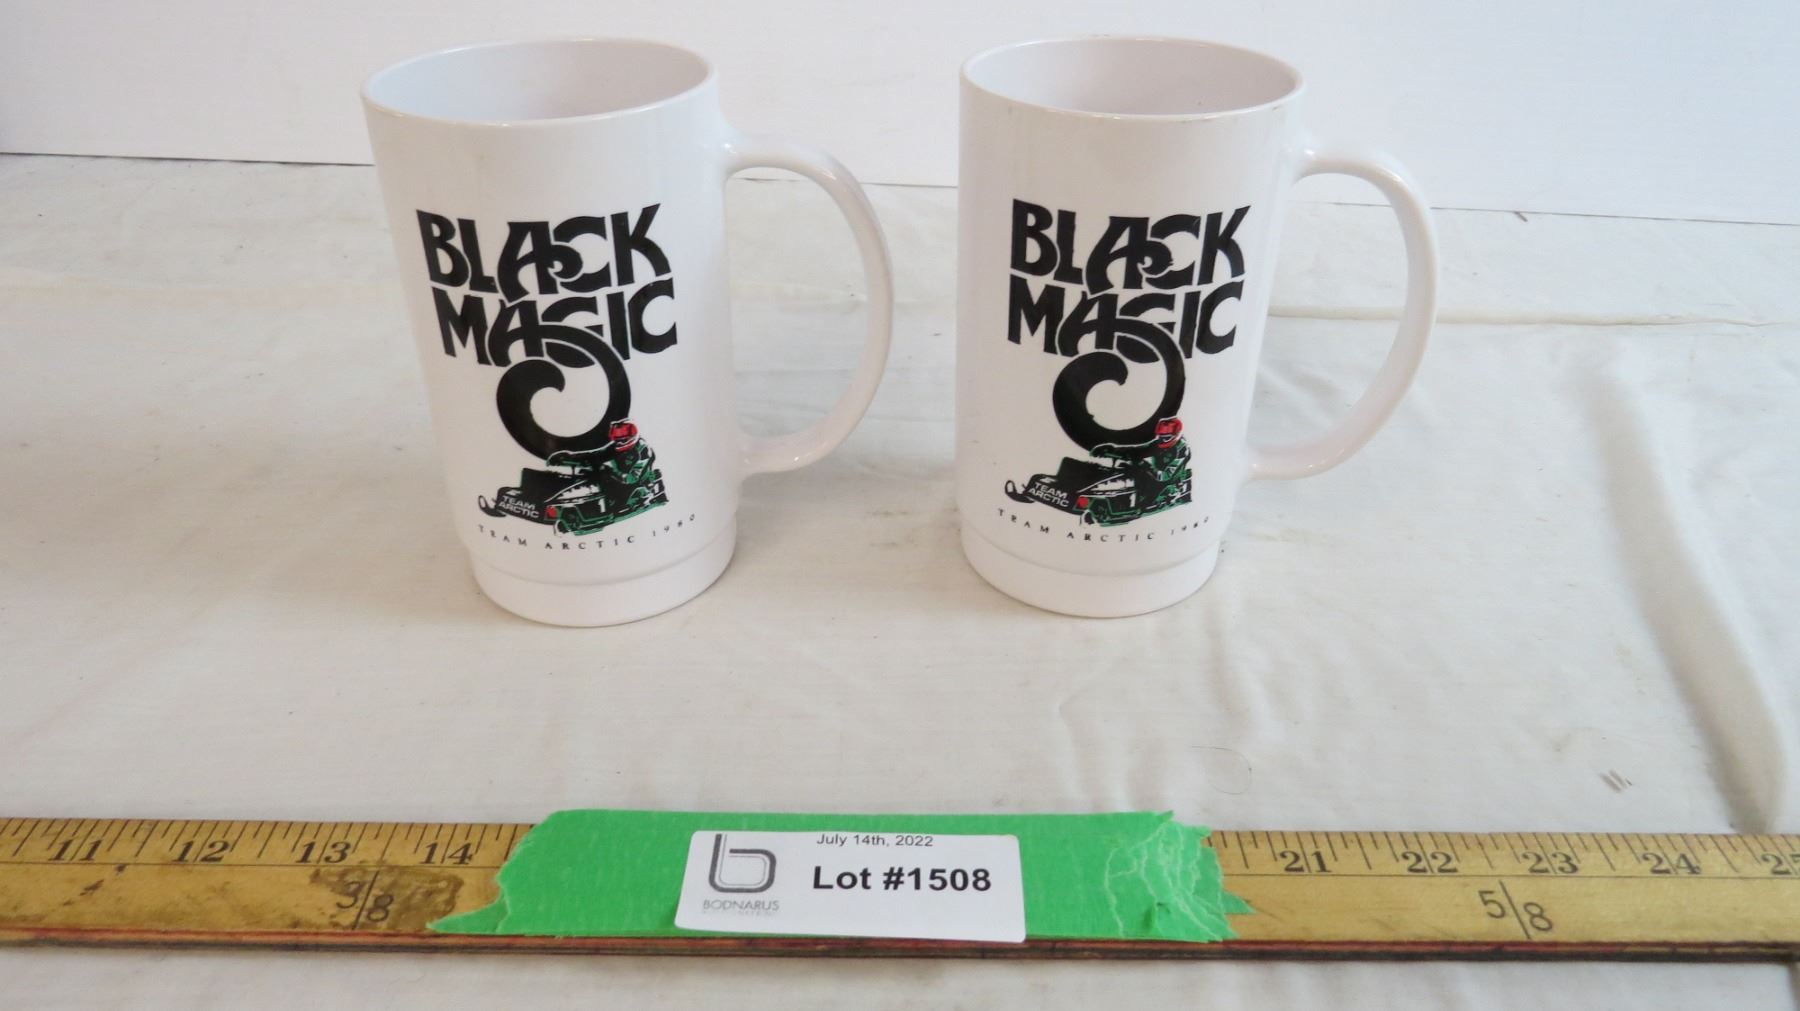 BLACK
MAGIC
TEAM
ARCTIC
1
TEAM ARCTIC 1980
BLACK
MAGIC
TEAM
ARCTIC
1
TEAM ARCTIC 1980
11 12 13 14 21 22 23 24 25
3/8 5/8
July 14th, 2022
Lot #1508
BODNARUS